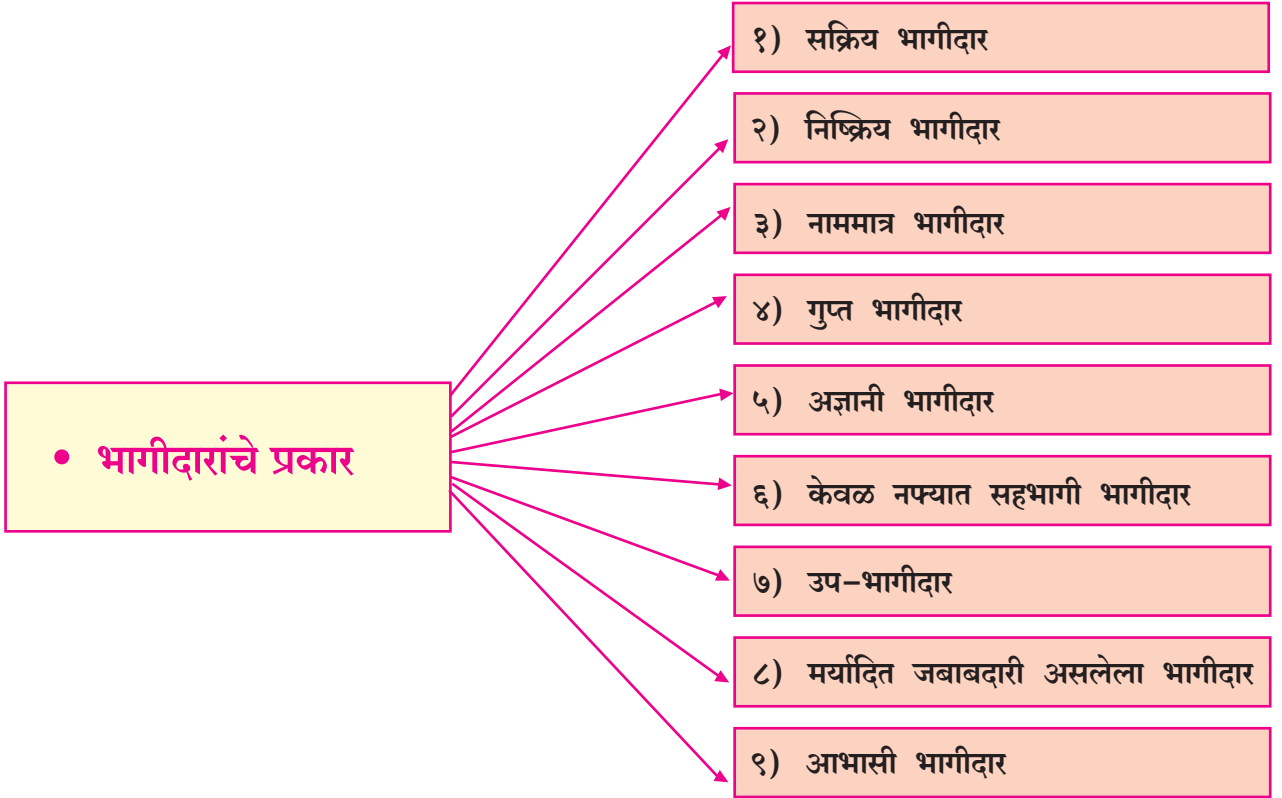 • भागीदारांचे प्रकार
१) सक्रिय भागीदार
२) निष्क्रिय भागीदार
३) नाममात्र भागीदार
४) गुप्त भागीदार
५) अज्ञानी भागीदार
६) केवळ नफ्यात सहभागी भागीदार
७) उप-भागीदार
८) मर्यादित जबाबदारी असलेला भागीदार
९) आभासी भागीदार